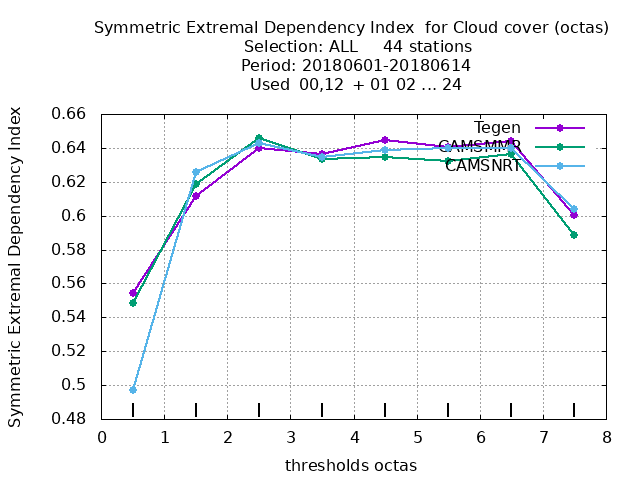 Symmetric Extremal Dependency Index  for Cloud cover (octas)
Selection: ALL     44 stations
Period: 20180601-20180614
Used  00,12  + 01 02 ... 24
Symmetric Extremal Dependency Index
0.66
0.64
0.62
0.6
0.58
0.56
0.54
0.52
0.5
0.48
Tegen
CAMSMMR
CAMSNRT
0 1 2 3 4 5 6 7 8
thresholds octas